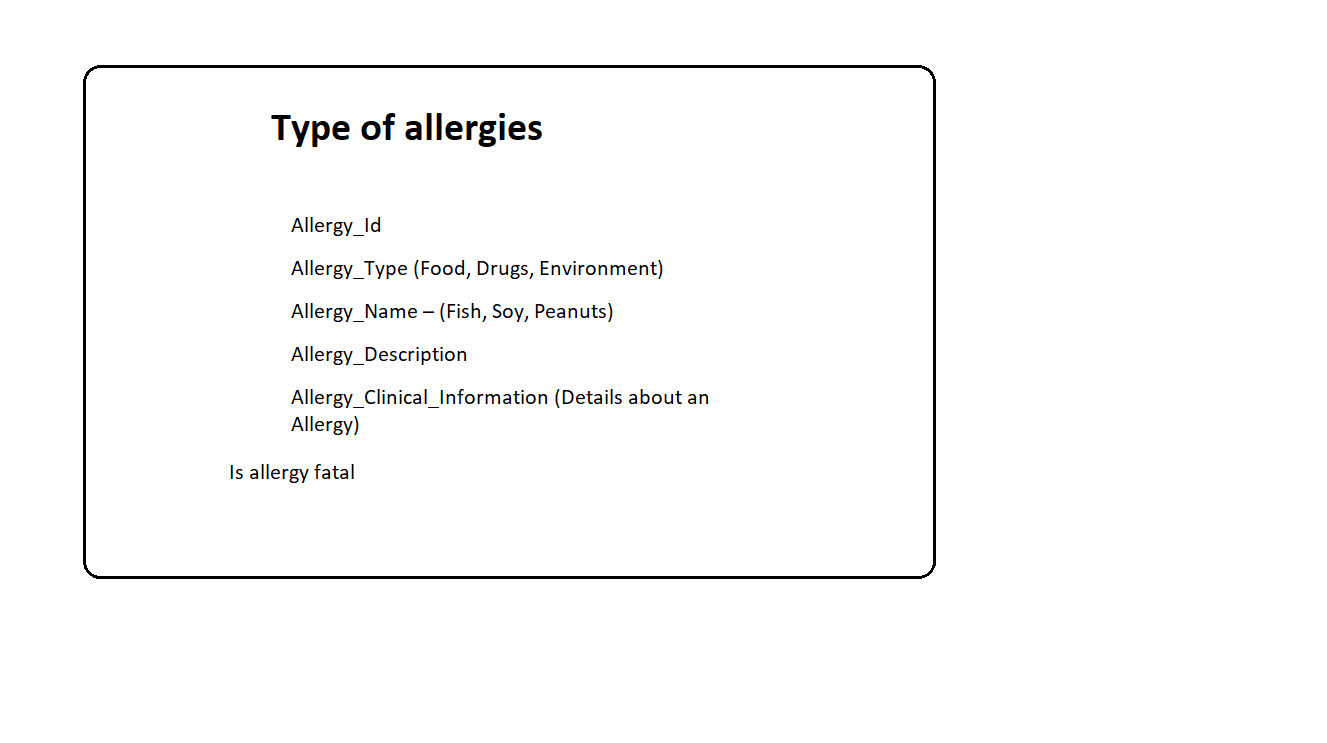 Type of allergies
Allergy_Id
Allergy_Type (Food, Drugs, Environment)
Allergy_Name – (Fish, Soy, Peanuts)
Allergy_Description
Allergy_Clinical_Information (Details about an
Allergy)
Is allergy fatal